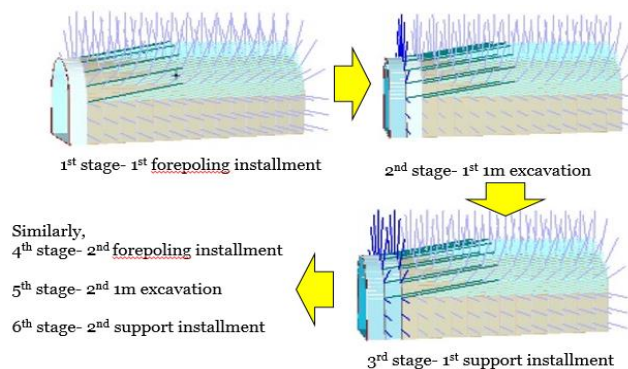 1st stage- 1st forepoling installment
2nd stage- 1st 1m excavation
3rd stage- 1st support installment
Similarly,
4th stage- 2nd forepoling installment
5th stage- 2nd 1m excavation
6th stage- 2nd support installment